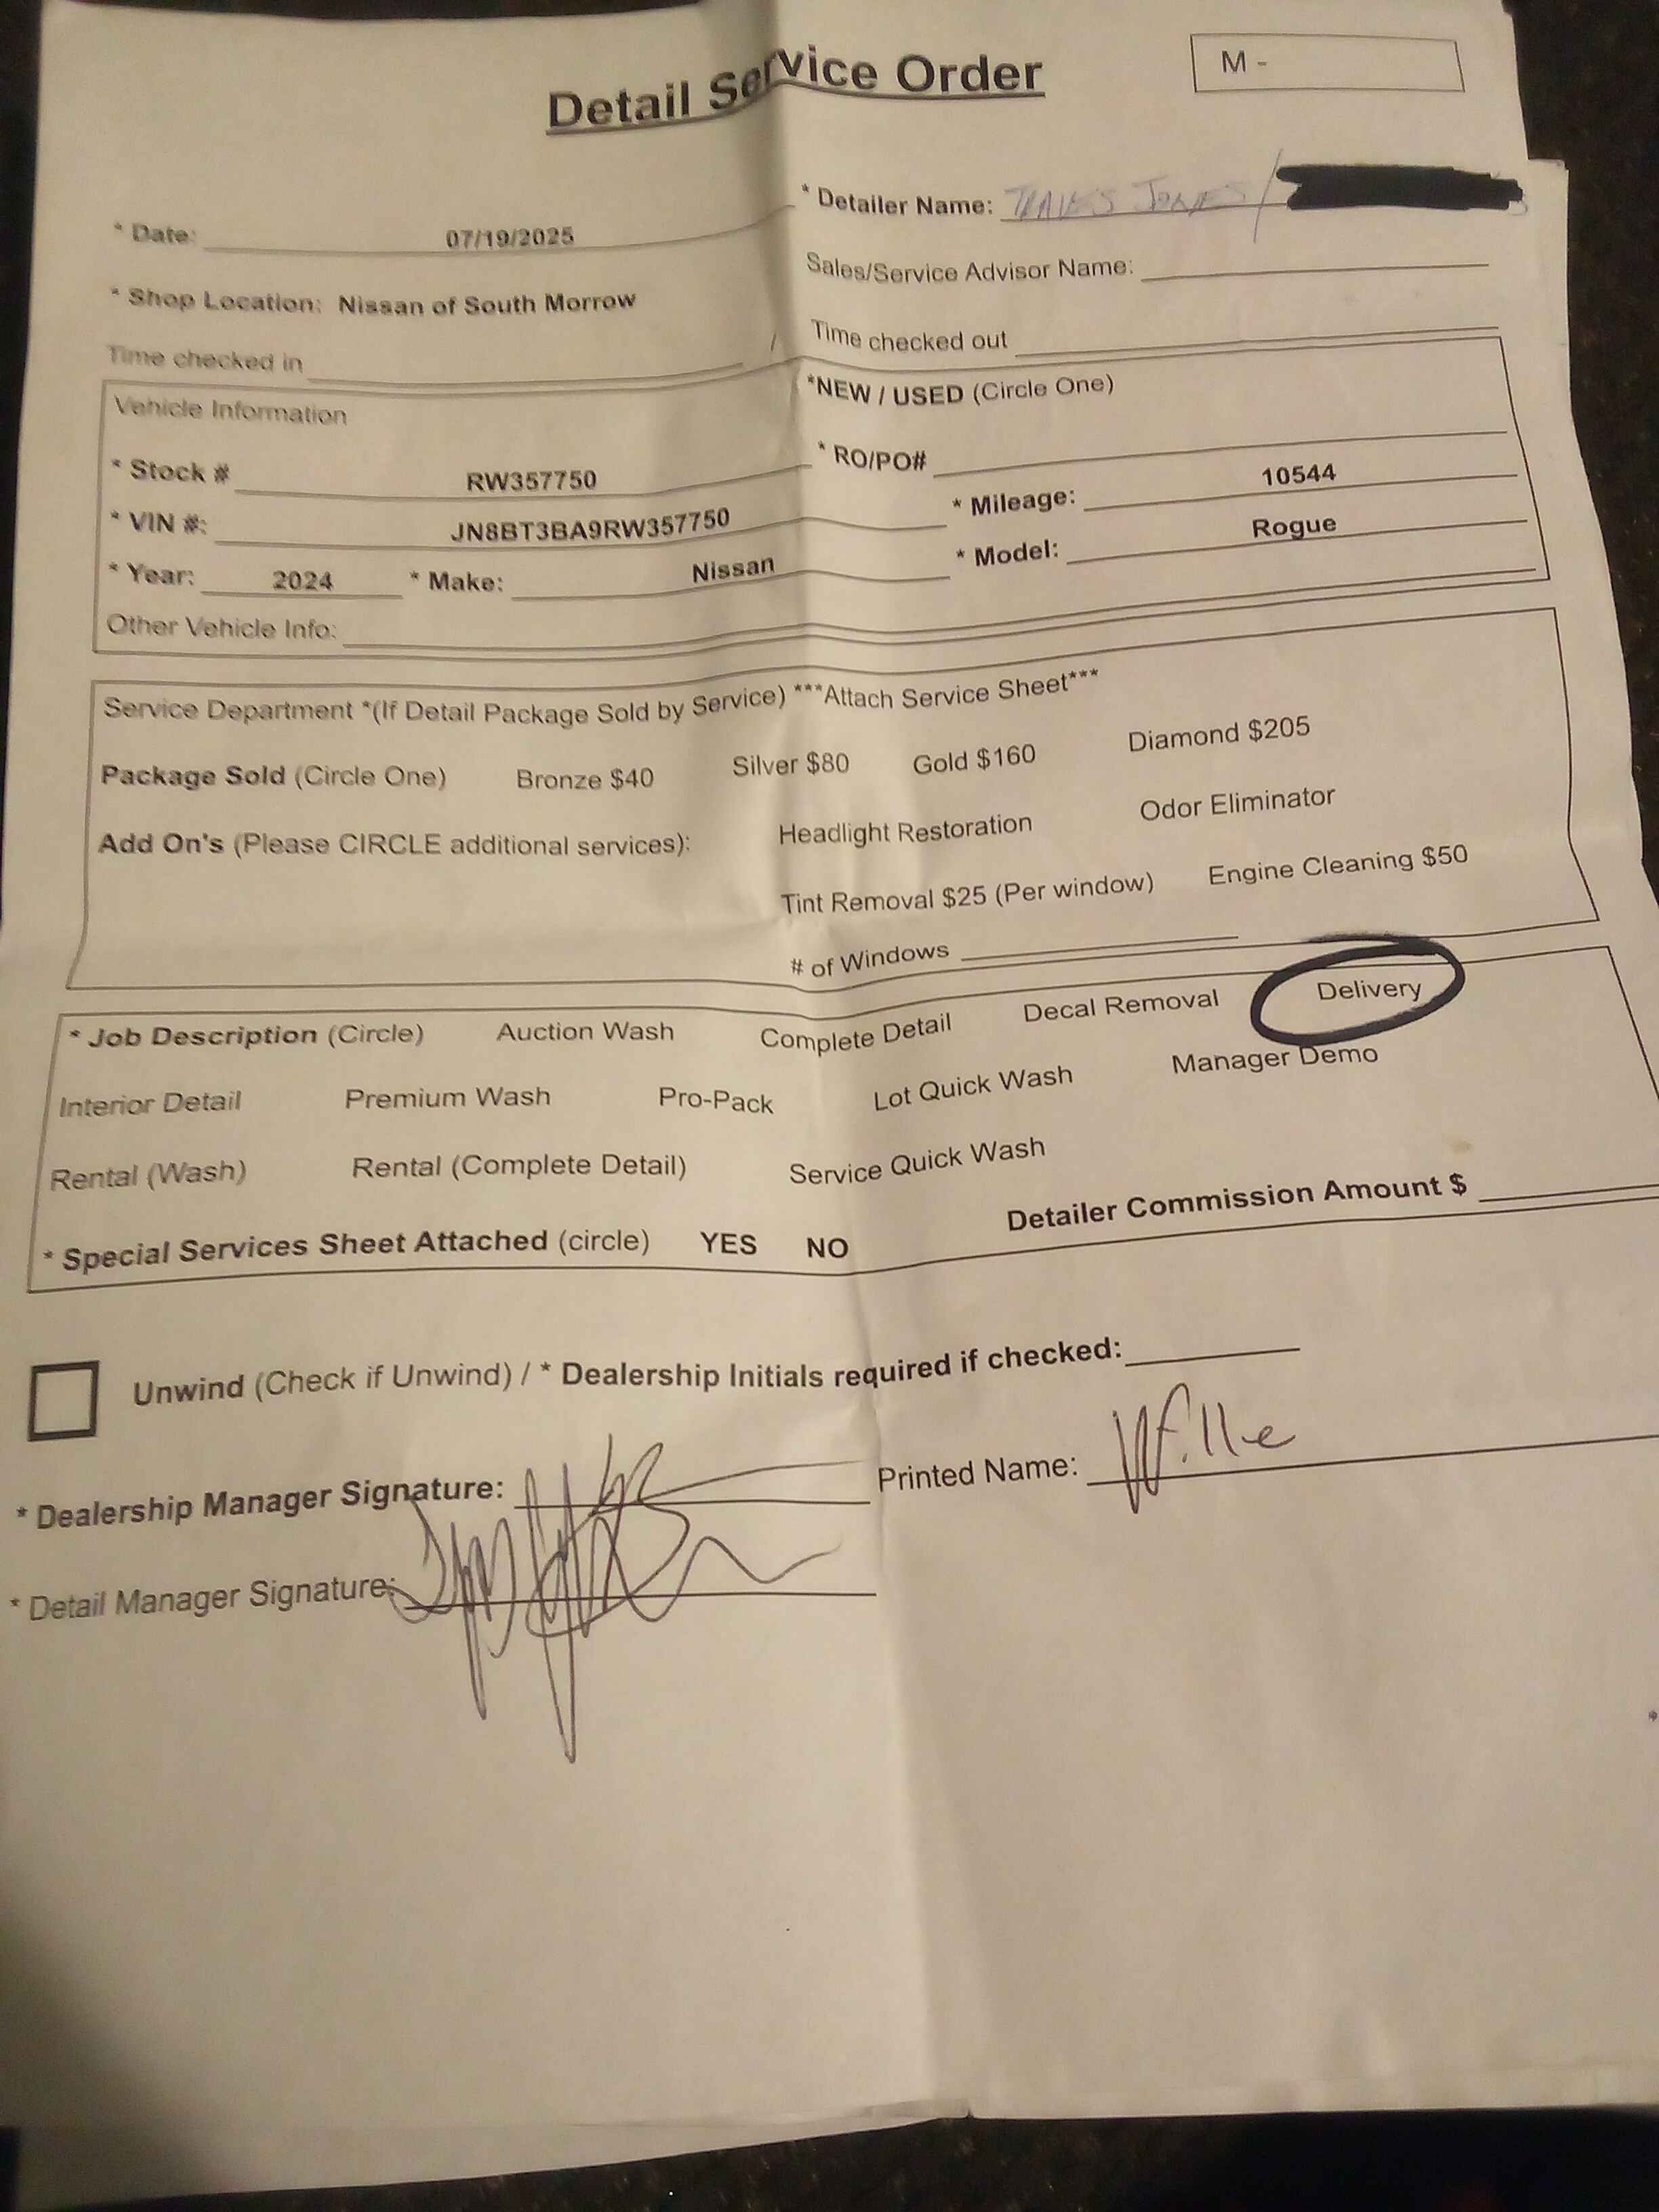 Detail Service Order
M -
* Detailer Name: TRAVES JONES /
* Date: 07/19/2025
Sales/Service Advisor Name:
* Shop Location: Nissan of South Morrow
Time checked in
Time checked out
Vehicle Information
*NEW / USED (Circle One)
* Stock # RW357750
* RO/PO#
* VIN #: JN8BT3BA9RW357750
* Mileage: 10544
* Year: 2024 * Make: Nissan
* Model: Rogue
Other Vehicle Info:
Service Department *(If Detail Package Sold by Service) ***Attach Service Sheet***
Package Sold (Circle One) Bronze $40 Silver $80 Gold $160 Diamond $205
Add On's (Please CIRCLE additional services): Headlight Restoration Odor Eliminator
Tint Removal $25 (Per window) Engine Cleaning $50
# of Windows
* Job Description (Circle) Auction Wash Complete Detail Decal Removal Delivery
Interior Detail Premium Wash Pro-Pack Lot Quick Wash Manager Demo
Rental (Wash) Rental (Complete Detail) Service Quick Wash
* Special Services Sheet Attached (circle) YES NO Detailer Commission Amount $
Unwind (Check if Unwind) / * Dealership Initials required if checked:
* Dealership Manager Signature: Printed Name: Wille
* Detail Manager Signature: